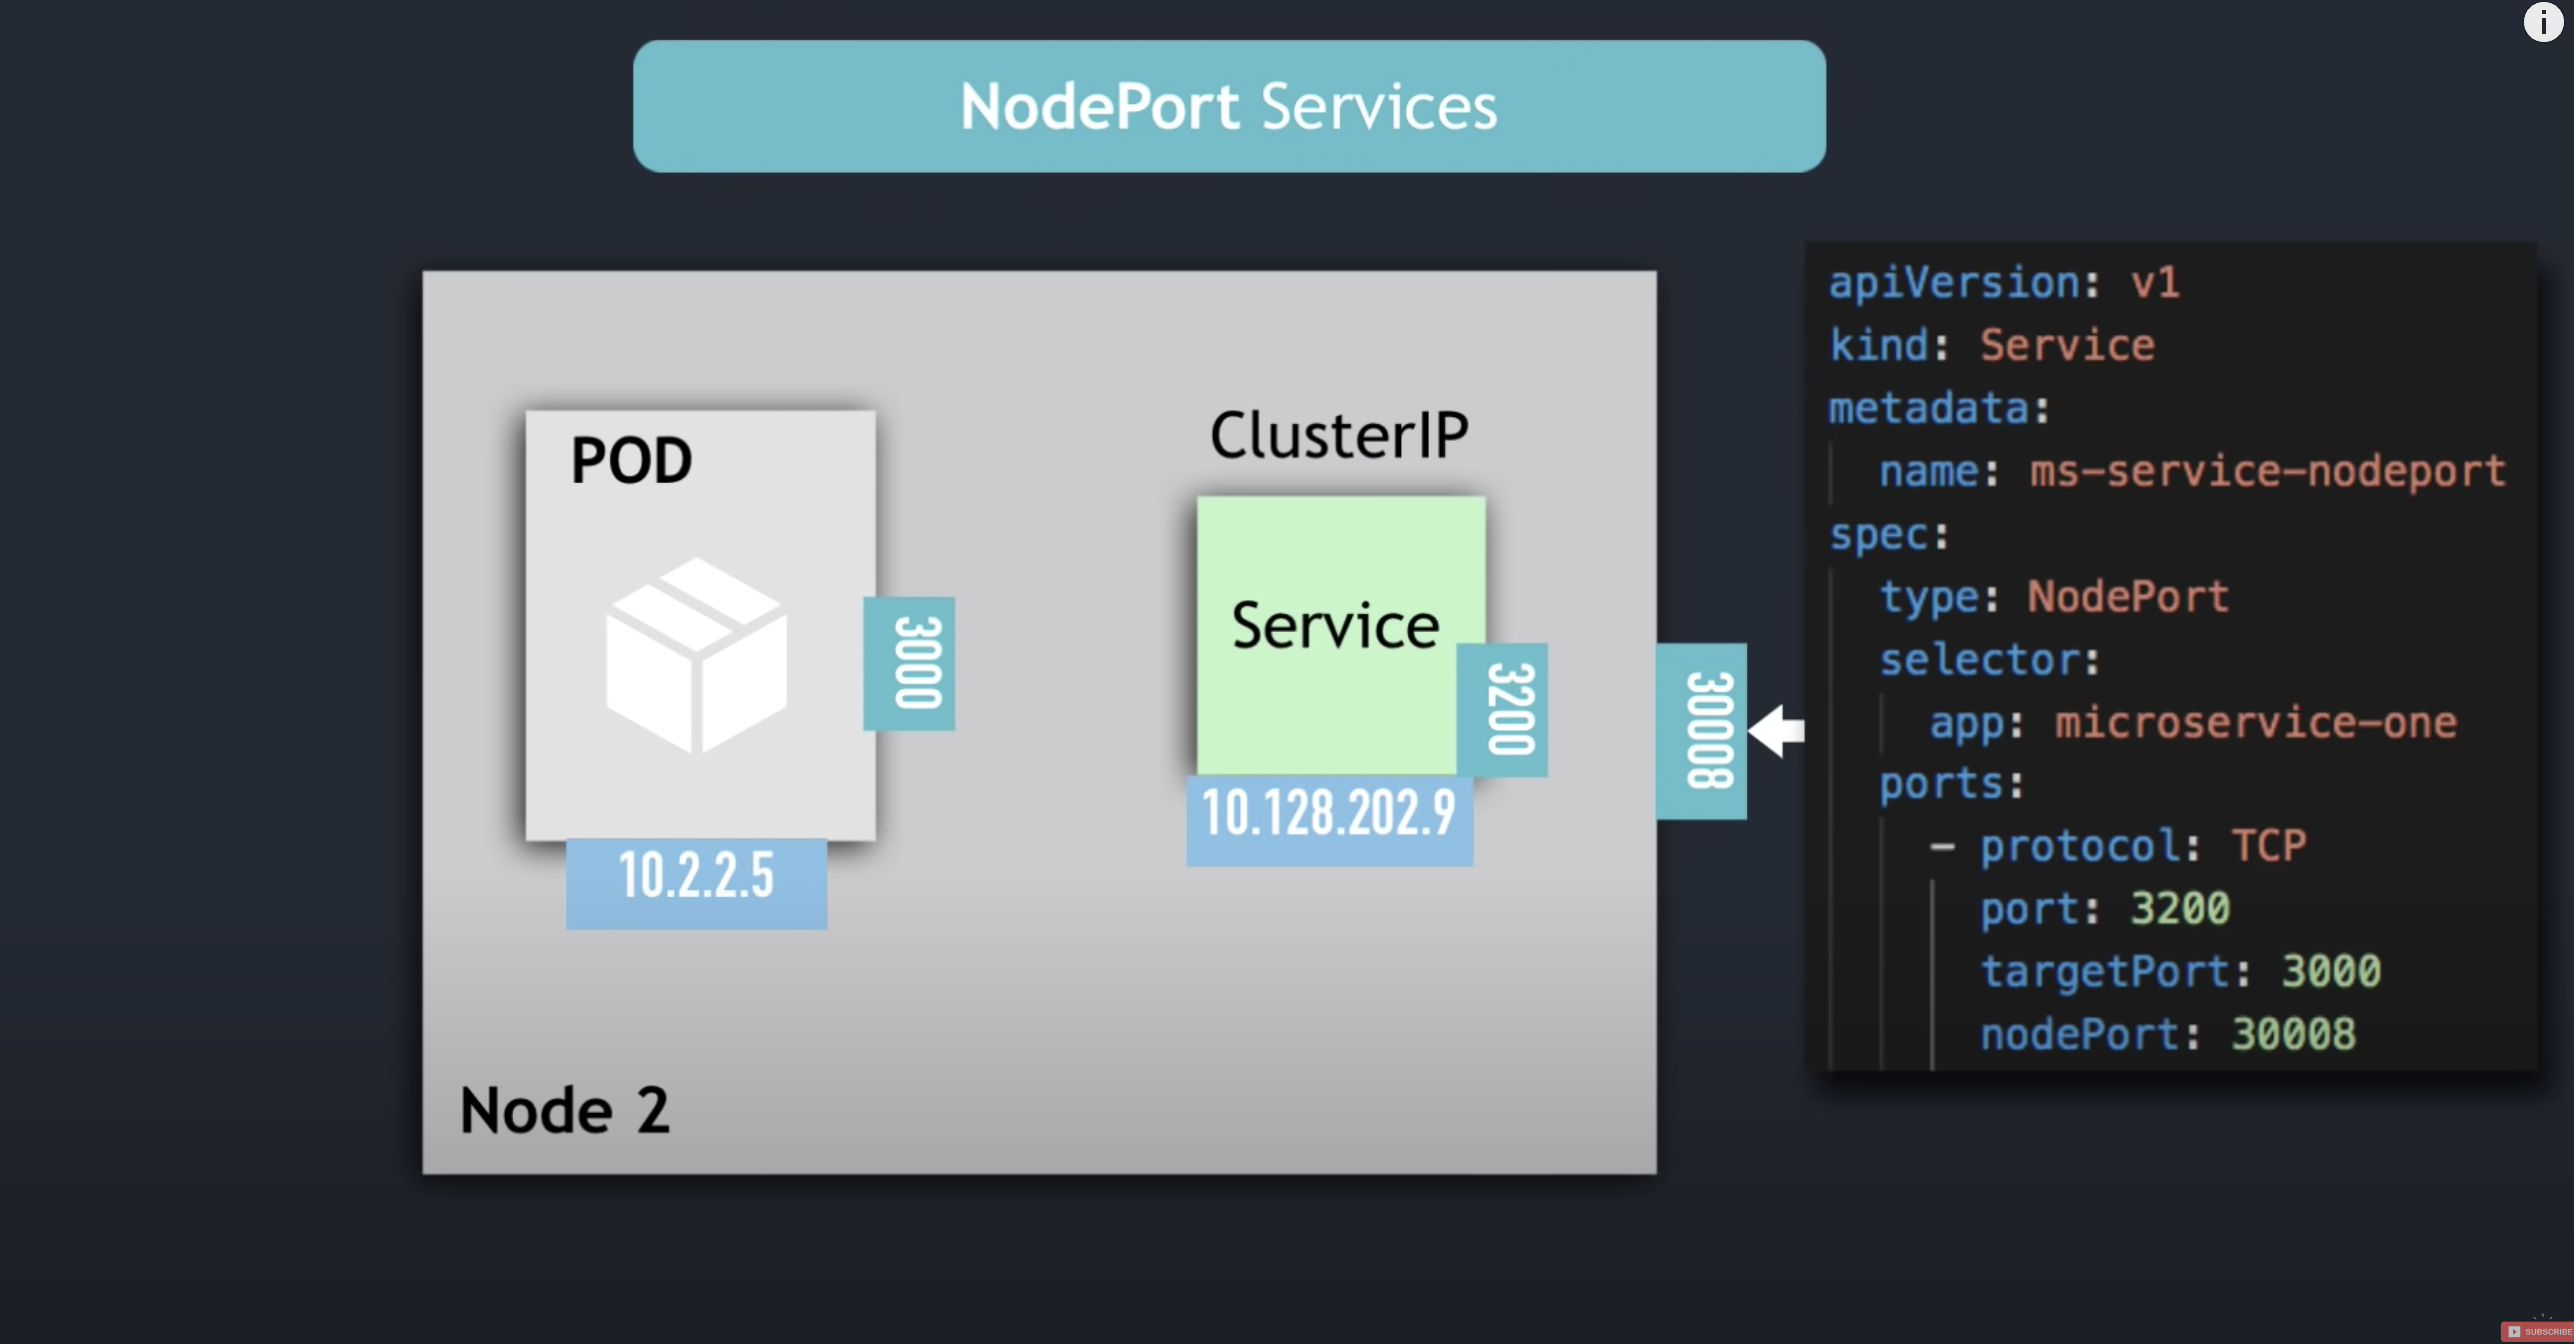 i
NodePort Services
POD
3000
10.2.2.5
ClusterIP
Service
3200
10.128.202.9
30008
Node 2
apiVersion: v1
kind: Service
metadata:
name: ms-service-nodeport
spec:
type: NodePort
selector:
app: microservice-one
ports:
- protocol: TCP
port: 3200
targetPort: 3000
nodePort: 30008
SUBSCRIBE